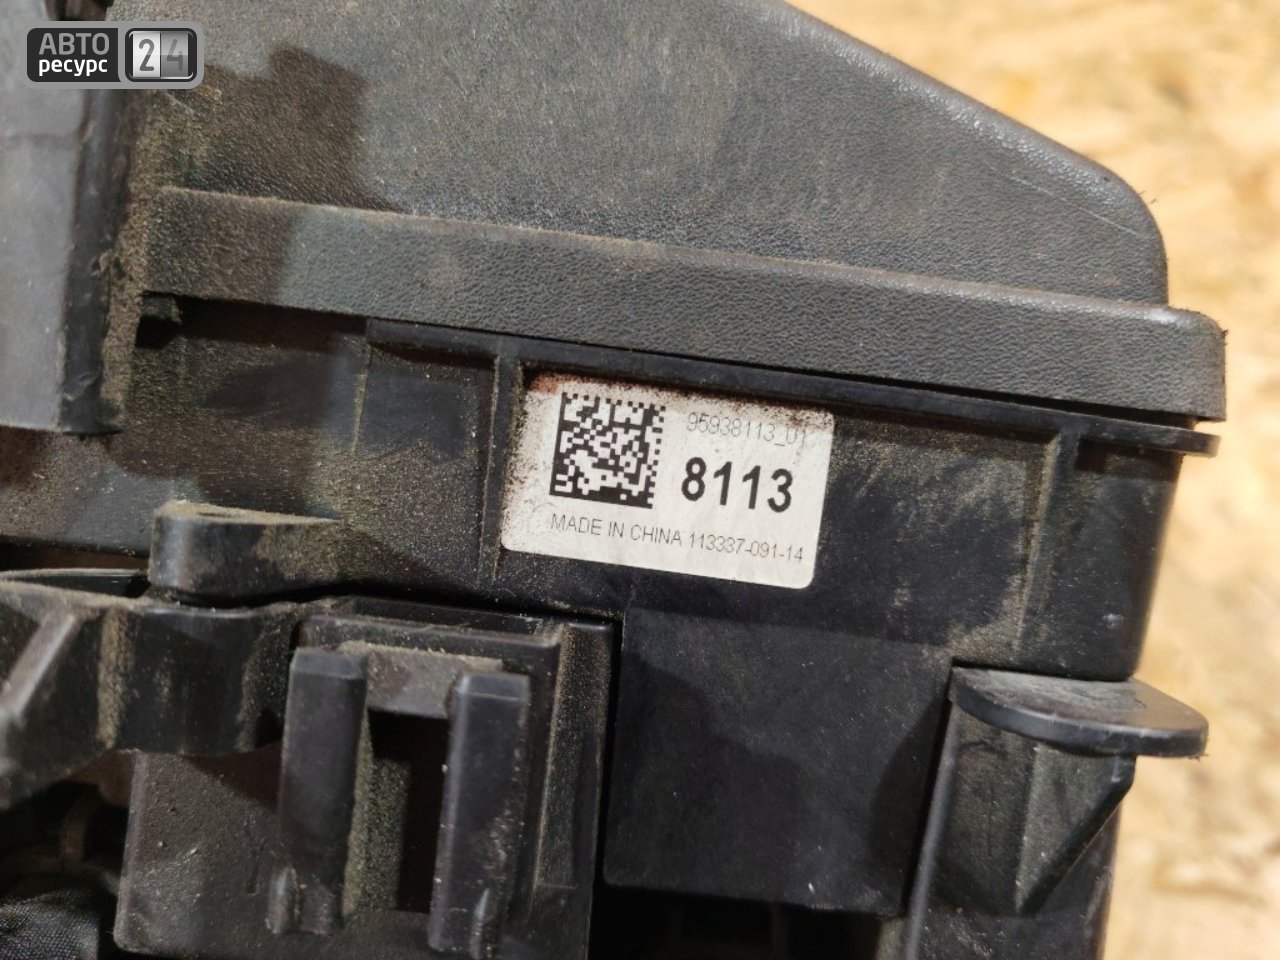 АВТО
ресурс 24
95938113_01
8113
MADE IN CHINA 113337-091-14